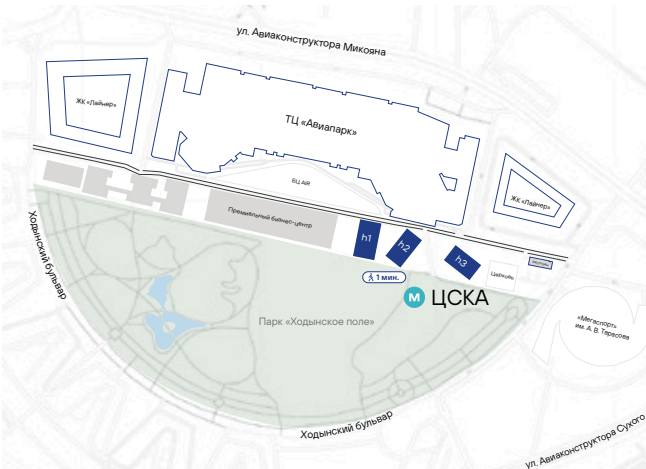 ул. Авиаконструктора Микояна
ЖК «Лайнер»
ТЦ «Авиапарк»
БЦ AiR
ЖК «Лайнер»
Премиальный бизнес-центр
h1
h2
h3
Церковь
1 мин.
М ЦСКА
Ходынский бульвар
Парк «Ходынское поле»
«Мегаспорт»
им. А. В. Тарасова
Ходынский бульвар
ул. Авиаконструктора Сухого